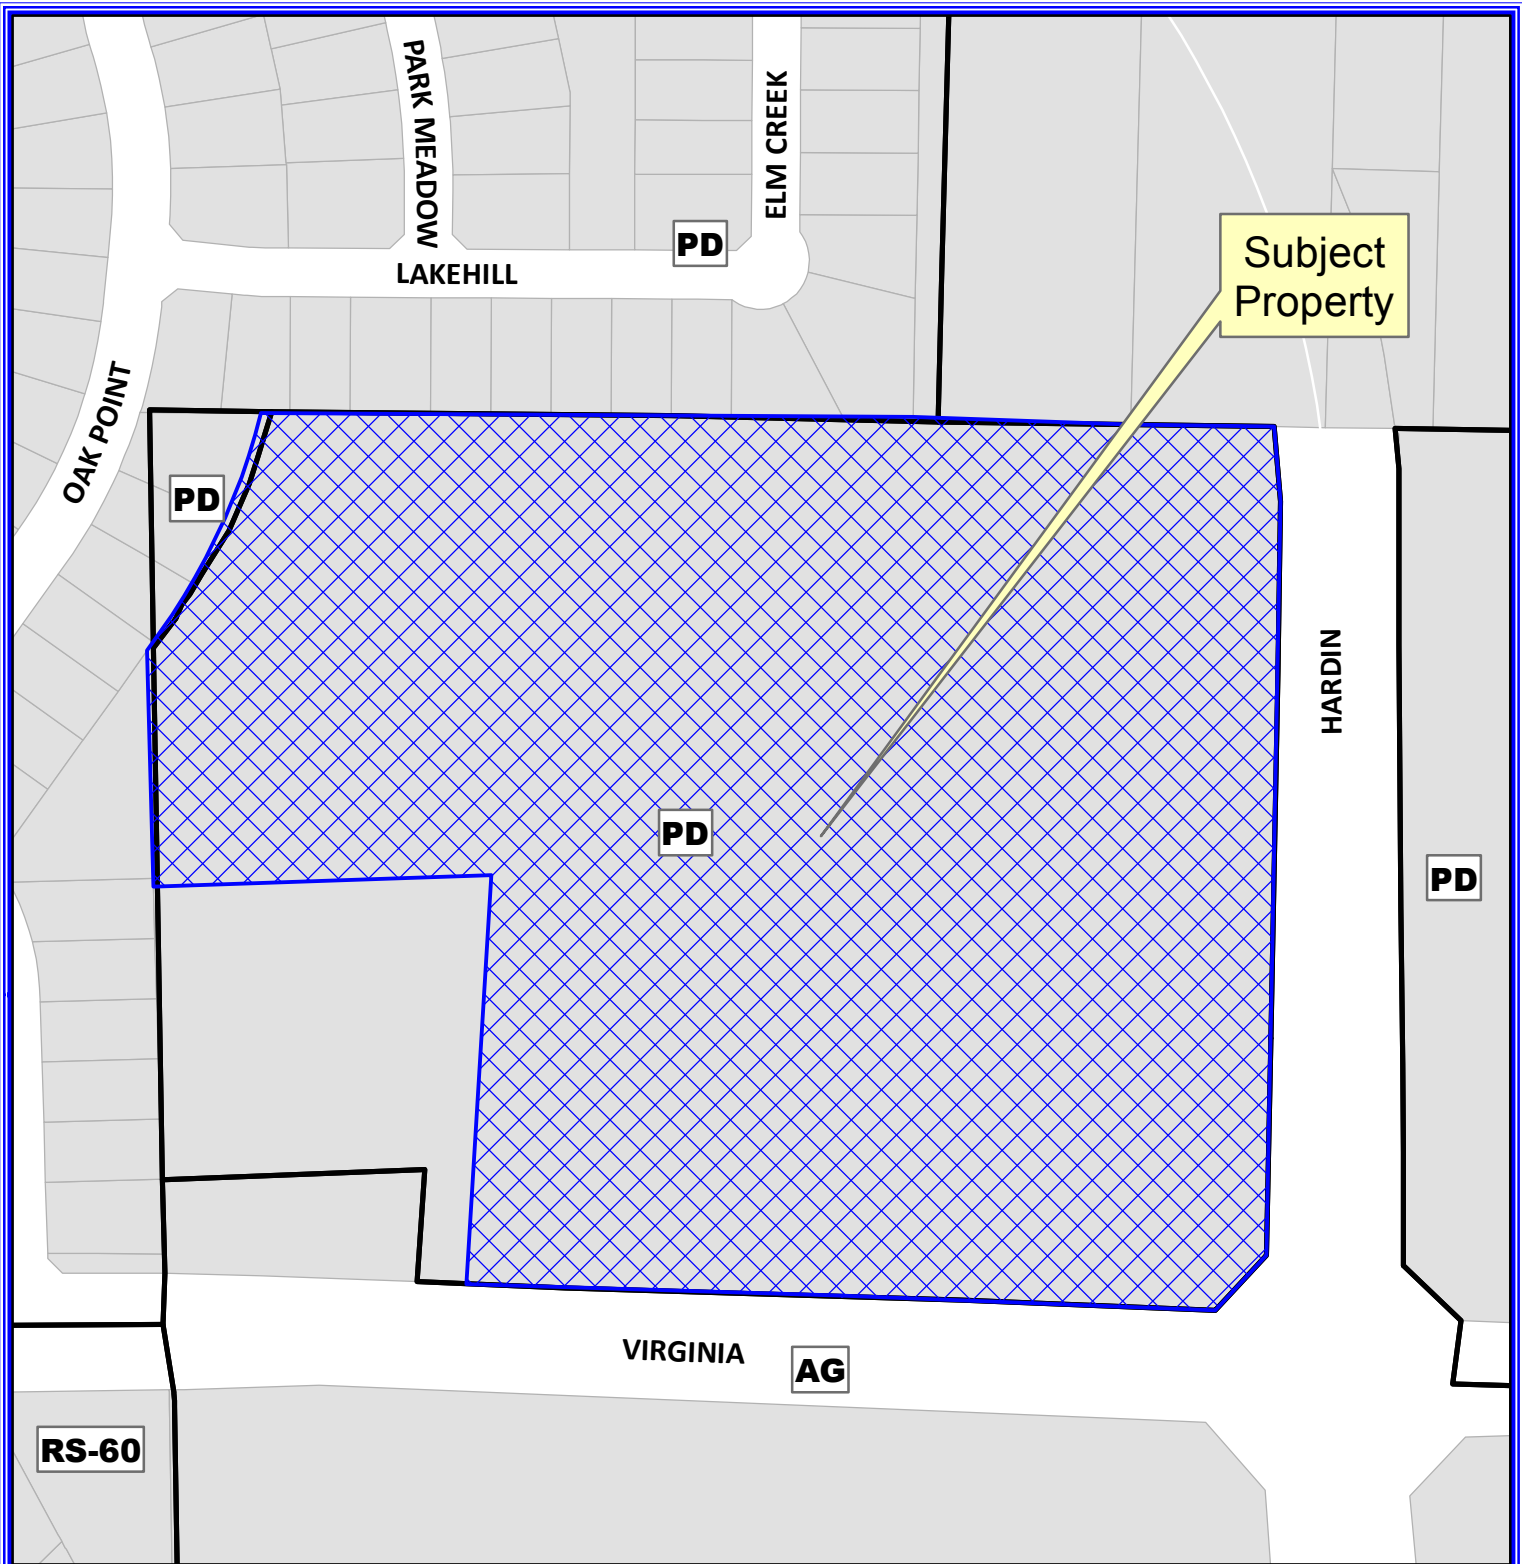 PARK MEADOW
ELM CREEK
PD
LAKEHILL
Subject
Property
OAK POINT
PD
HARDIN
PD
PD
VIRGINIA
AG
RS-60